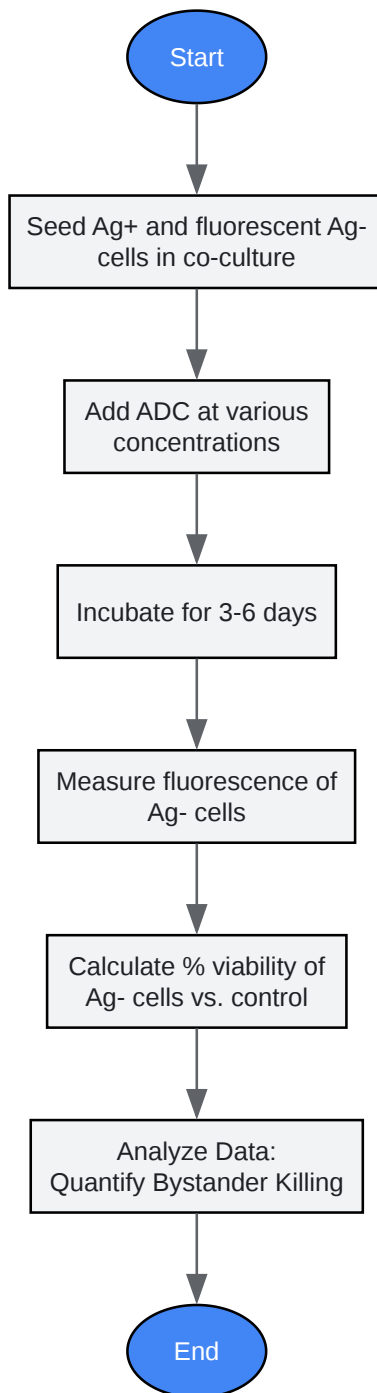 Start
Seed Ag+ and fluorescent Ag-
cells in co-culture
Add ADC at various
concentrations
Incubate for 3-6 days
Measure fluorescence of
Ag- cells
Calculate % viability of
Ag- cells vs. control
Analyze Data:
Quantify Bystander Killing
End